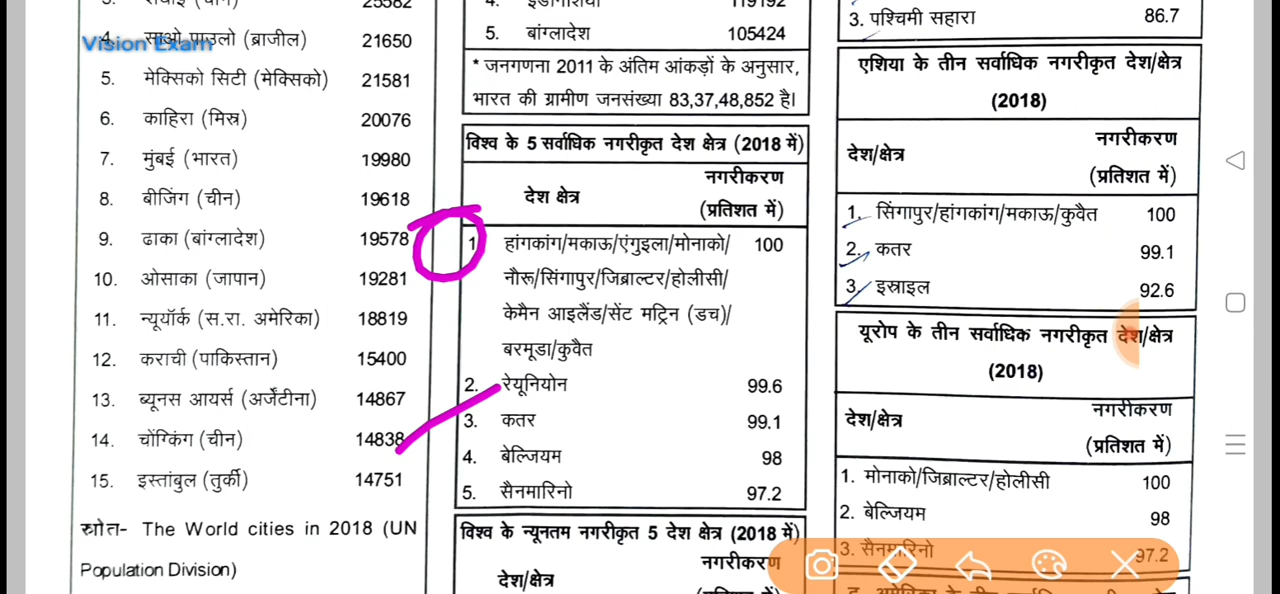 25582
Vision Exam
4. साओ पाउलो (ब्राजील) 21650
5. मेक्सिको सिटी (मेक्सिको) 21581
6. काहिरा (मिस्र) 20076
7. मुंबई (भारत) 19980
8. बीजिंग (चीन) 19618
9. ढाका (बांग्लादेश) 19578
10. ओसाका (जापान) 19281
11. न्यूयॉर्क (स.रा. अमेरिका) 18819
12. कराची (पाकिस्तान) 15400
13. ब्यूनस आयर्स (अर्जेंटीना) 14867
14. चोंग्किंग (चीन) 14838
15. इस्तांबुल (तुर्की) 14751
स्रोत- The World cities in 2018 (UN
Population Division)
4. इंडोनेशिया 119192
5. बांग्लादेश 105424
* जनगणना 2011 के अंतिम आंकड़ों के अनुसार,
भारत की ग्रामीण जनसंख्या 83,37,48,852 है।
विश्व के 5 सर्वाधिक नगरीकृत देश क्षेत्र (2018 में)
देश क्षेत्र नगरीकरण
(प्रतिशत में)
1 हांगकांग/मकाऊ/एंगुइला/मोनाको/ 100
नौरू/सिंगापुर/जिब्राल्टर/होलीसी/
केमैन आइलैंड/सेंट मट्रिन (डच)/
बरमूडा/कुवैत
2. रेयूनियोन 99.6
3. कतर 99.1
4. बेल्जियम 98
5. सैनमारिनो 97.2
विश्व के न्यूनतम नगरीकृत 5 देश क्षेत्र (2018 में)
देश/क्षेत्र नगरीकरण
3. पश्चिमी सहारा 86.7
एशिया के तीन सर्वाधिक नगरीकृत देश/क्षेत्र
(2018)
देश/क्षेत्र नगरीकरण
(प्रतिशत में)
1. सिंगापुर/हांगकांग/मकाऊ/कुवैत 100
2. कतर 99.1
3. इस्राइल 92.6
यूरोप के तीन सर्वाधिक नगरीकृत देश/क्षेत्र
(2018)
देश/क्षेत्र नगरीकरण
(प्रतिशत में)
1. मोनाको/जिब्राल्टर/होलीसी 100
2. बेल्जियम 98
3. सैनमारिनो 97.2